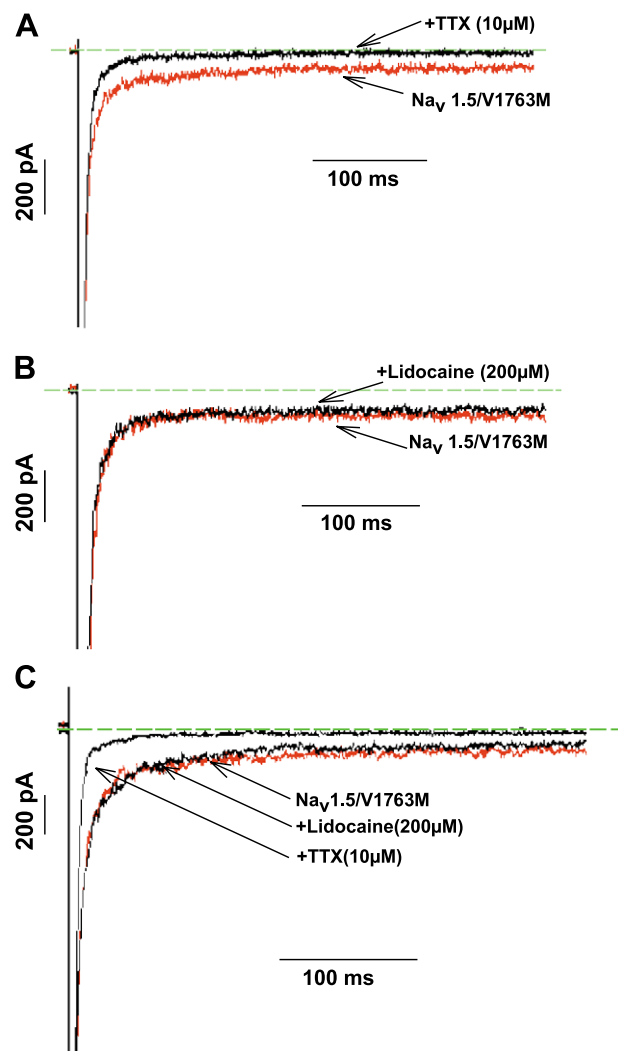 A
+TTX (10µM)
Nav 1.5/V1763M
200 pA
100 ms
B
+Lidocaine (200µM)
Nav 1.5/V1763M
200 pA
100 ms
C
Nav1.5/V1763M
+Lidocaine(200µM)
+TTX(10µM)
200 pA
100 ms